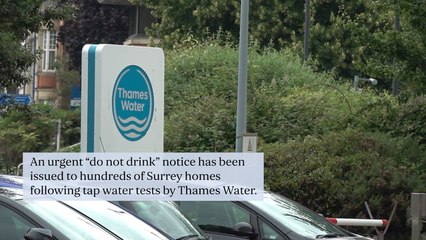 Thames
Water
An urgent “do not drink” notice has been
issued to hundreds of Surrey homes
following tap water tests by Thames Water.